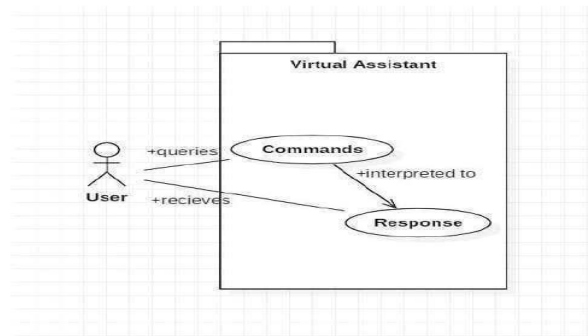 Virtual Assistant
+queries
Commands
+interpreted to
User
+recieves
Response